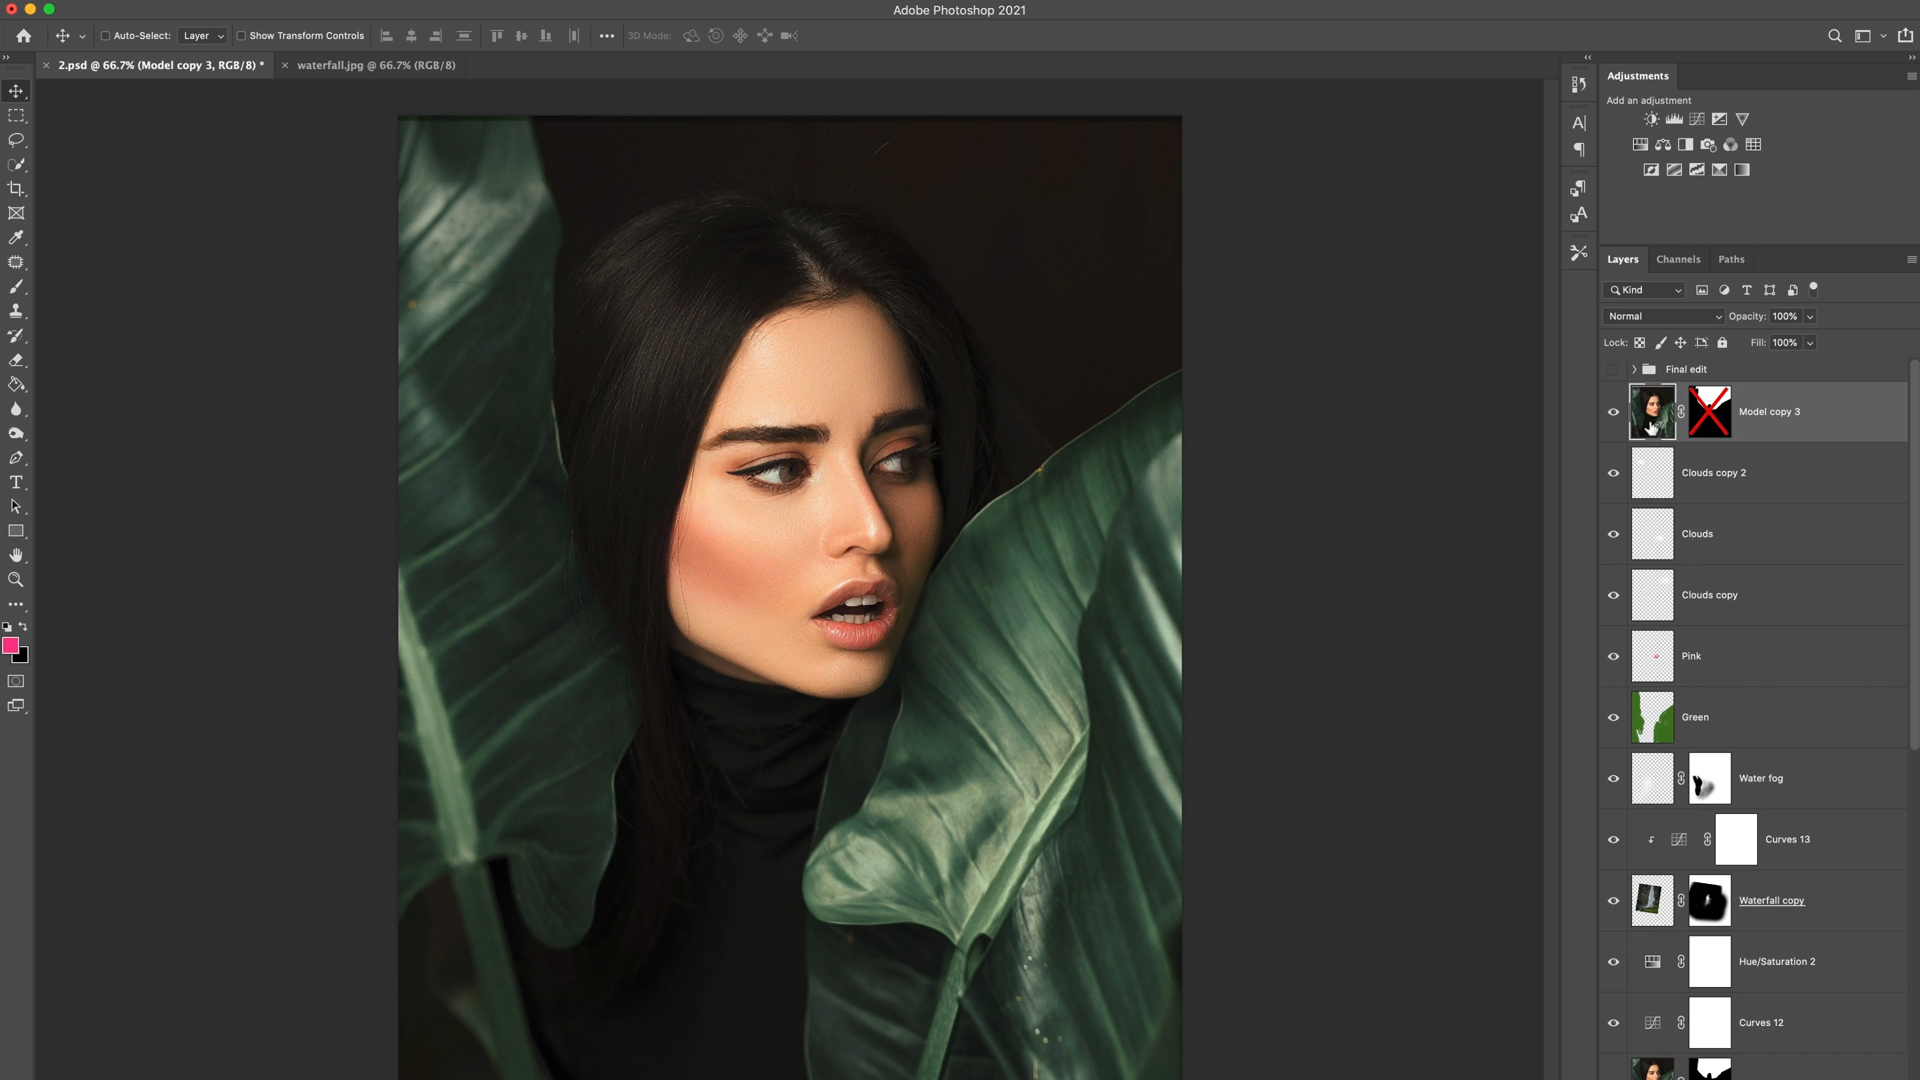 Adobe Photoshop 2021
Auto-Select: Layer Show Transform Controls 3D Mode:
2.psd @ 66.7% (Model copy 3, RGB/8) * waterfall.jpg @ 66.7% (RGB/8)
Adjustments
Add an adjustment
Layers Channels Paths
Kind
Normal Opacity: 100%
Lock: Fill: 100%
Final edit
Model copy 3
Clouds copy 2
Clouds
Clouds copy
Pink
Green
Water fog
Curves 13
Waterfall copy
Hue/Saturation 2
Curves 12